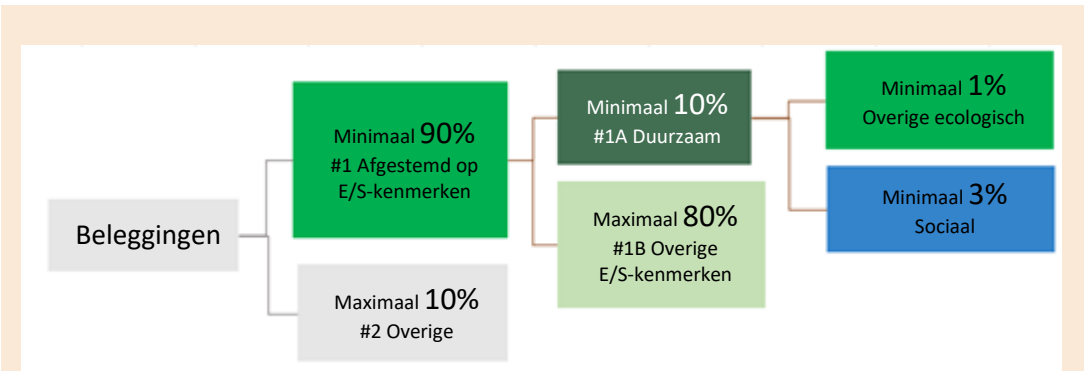 Beleggingen
Minimaal 90%
#1 Afgestemd op
E/S-kenmerken
Maximaal 10%
#2 Overige
Minimaal 10%
#1A Duurzaam
Maximaal 80%
#1B Overige
E/S-kenmerken
Minimaal 1%
Overige ecologisch
Minimaal 3%
Sociaal